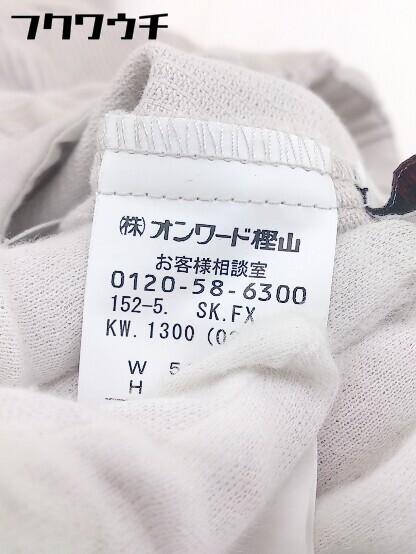 フクワウチ
(株)オンワード樫山
お客様相談室
0120-58-6300
152-5. SK.FX
KW. 1300
W 5
H